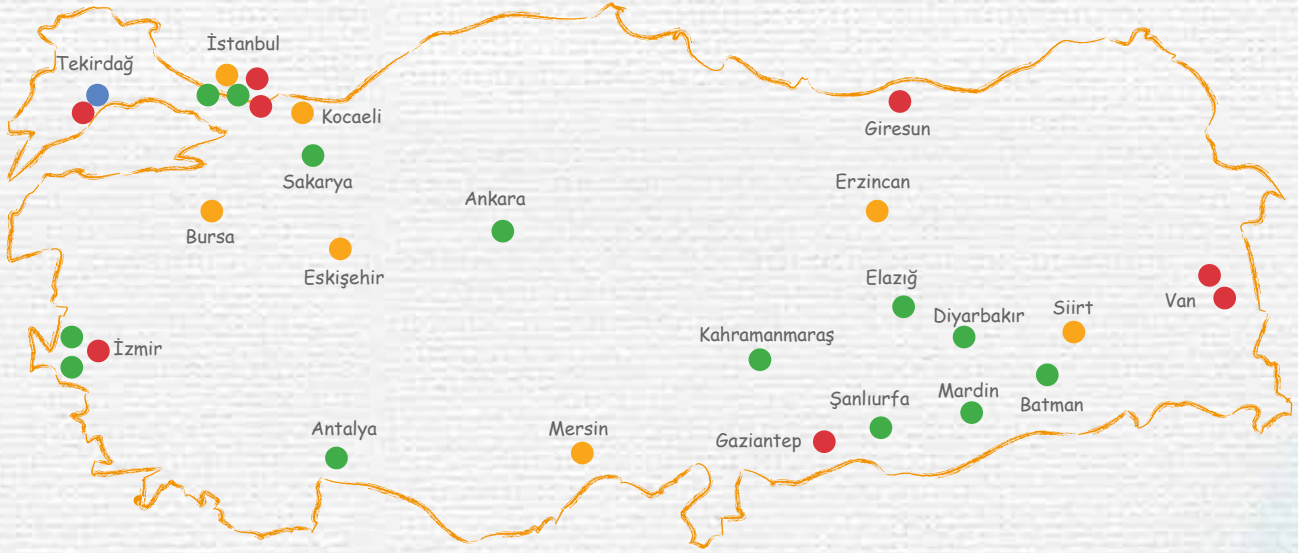 İstanbul
Tekirdağ
Kocaeli
Giresun
Sakarya
Erzincan
Ankara
Bursa
Eskişehir
Elazığ
Van
Siirt
Diyarbakır
Kahramanmaraş
İzmir
Mardin
Şanlıurfa
Batman
Antalya
Mersin
Gaziantep